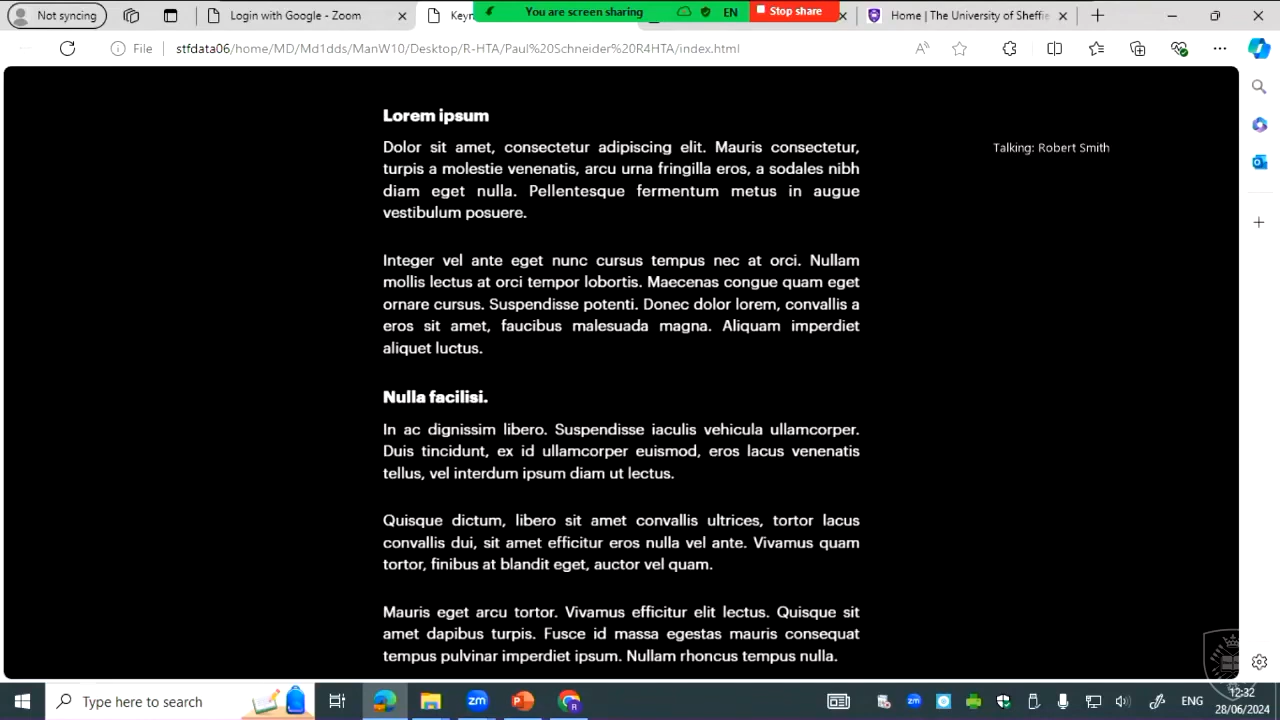 Not syncing
Login with Google - Zoom
Keyn
You are screen sharing
EN
Stop share
Home | The University of Sheffie
File
stfdata06/home/MD/Md1dds/ManW10/Desktop/R-HTA/Paul%20Schneider%20R4HTA/index.html
Talking: Robert Smith
Lorem ipsum
Dolor sit amet, consectetur adipiscing elit. Mauris consectetur,
turpis a molestie venenatis, arcu urna fringilla eros, a sodales nibh
diam eget nulla. Pellentesque fermentum metus in augue
vestibulum posuere.
Integer vel ante eget nunc cursus tempus nec at orci. Nullam
mollis lectus at orci tempor lobortis. Maecenas congue quam eget
ornare cursus. Suspendisse potenti. Donec dolor lorem, convallis a
eros sit amet, faucibus malesuada magna. Aliquam imperdiet
aliquet luctus.
Nulla facilisi.
In ac dignissim libero. Suspendisse iaculis vehicula ullamcorper.
Duis tincidunt, ex id ullamcorper euismod, eros lacus venenatis
tellus, vel interdum ipsum diam ut lectus.
Quisque dictum, libero sit amet convallis ultrices, tortor lacus
convallis dui, sit amet efficitur eros nulla vel ante. Vivamus quam
tortor, finibus at blandit eget, auctor vel quam.
Mauris eget arcu tortor. Vivamus efficitur elit lectus. Quisque sit
amet dapibus turpis. Fusce id massa egestas mauris consequat
tempus pulvinar imperdiet ipsum. Nullam rhoncus tempus nulla.
Type here to search
zm
zm
ENG
12:32
28/06/2024